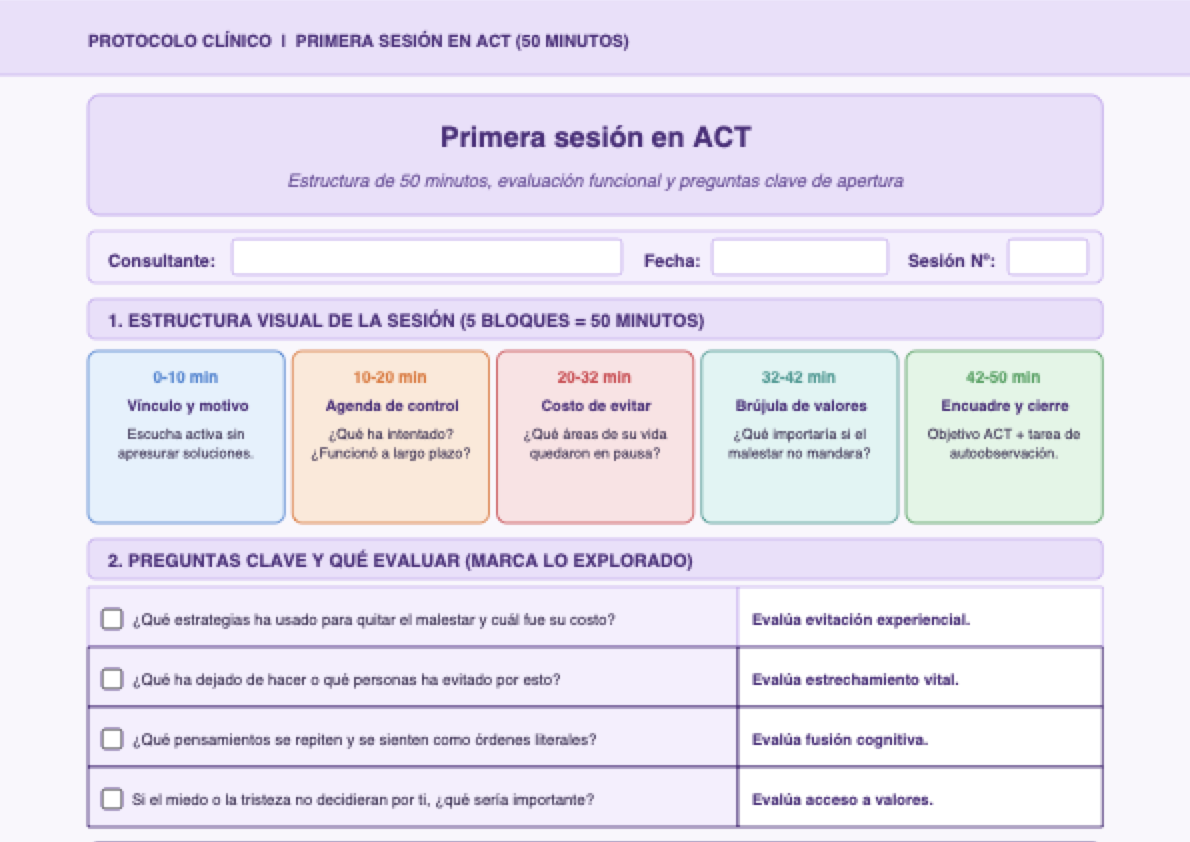 PROTOCOLO CLÍNICO | PRIMERA SESIÓN EN ACT (50 MINUTOS)
Primera sesión en ACT
Estructura de 50 minutos, evaluación funcional y preguntas clave de apertura
Consultante:
Fecha:
Sesión N°:
1. ESTRUCTURA VISUAL DE LA SESIÓN (5 BLOQUES = 50 MINUTOS)
0-10 min
Vínculo y motivo
Escucha activa sin
apresurar soluciones.
10-20 min
Agenda de control
¿Qué ha intentado?
¿Funcionó a largo plazo?
20-32 min
Costo de evitar
¿Qué áreas de su vida
quedaron en pausa?
32-42 min
Brújula de valores
¿Qué importaría si el
malestar no mandara?
42-50 min
Encuadre y cierre
Objetivo ACT + tarea de
autoobservación.
2. PREGUNTAS CLAVE Y QUÉ EVALUAR (MARCA LO EXPLORADO)
¿Qué estrategias ha usado para quitar el malestar y cuál fue su costo?
Evalúa evitación experiencial.
¿Qué ha dejado de hacer o qué personas ha evitado por esto?
Evalúa estrechamiento vital.
¿Qué pensamientos se repiten y se sienten como órdenes literales?
Evalúa fusión cognitiva.
Si el miedo o la tristeza no decidieran por ti, ¿qué sería importante?
Evalúa acceso a valores.